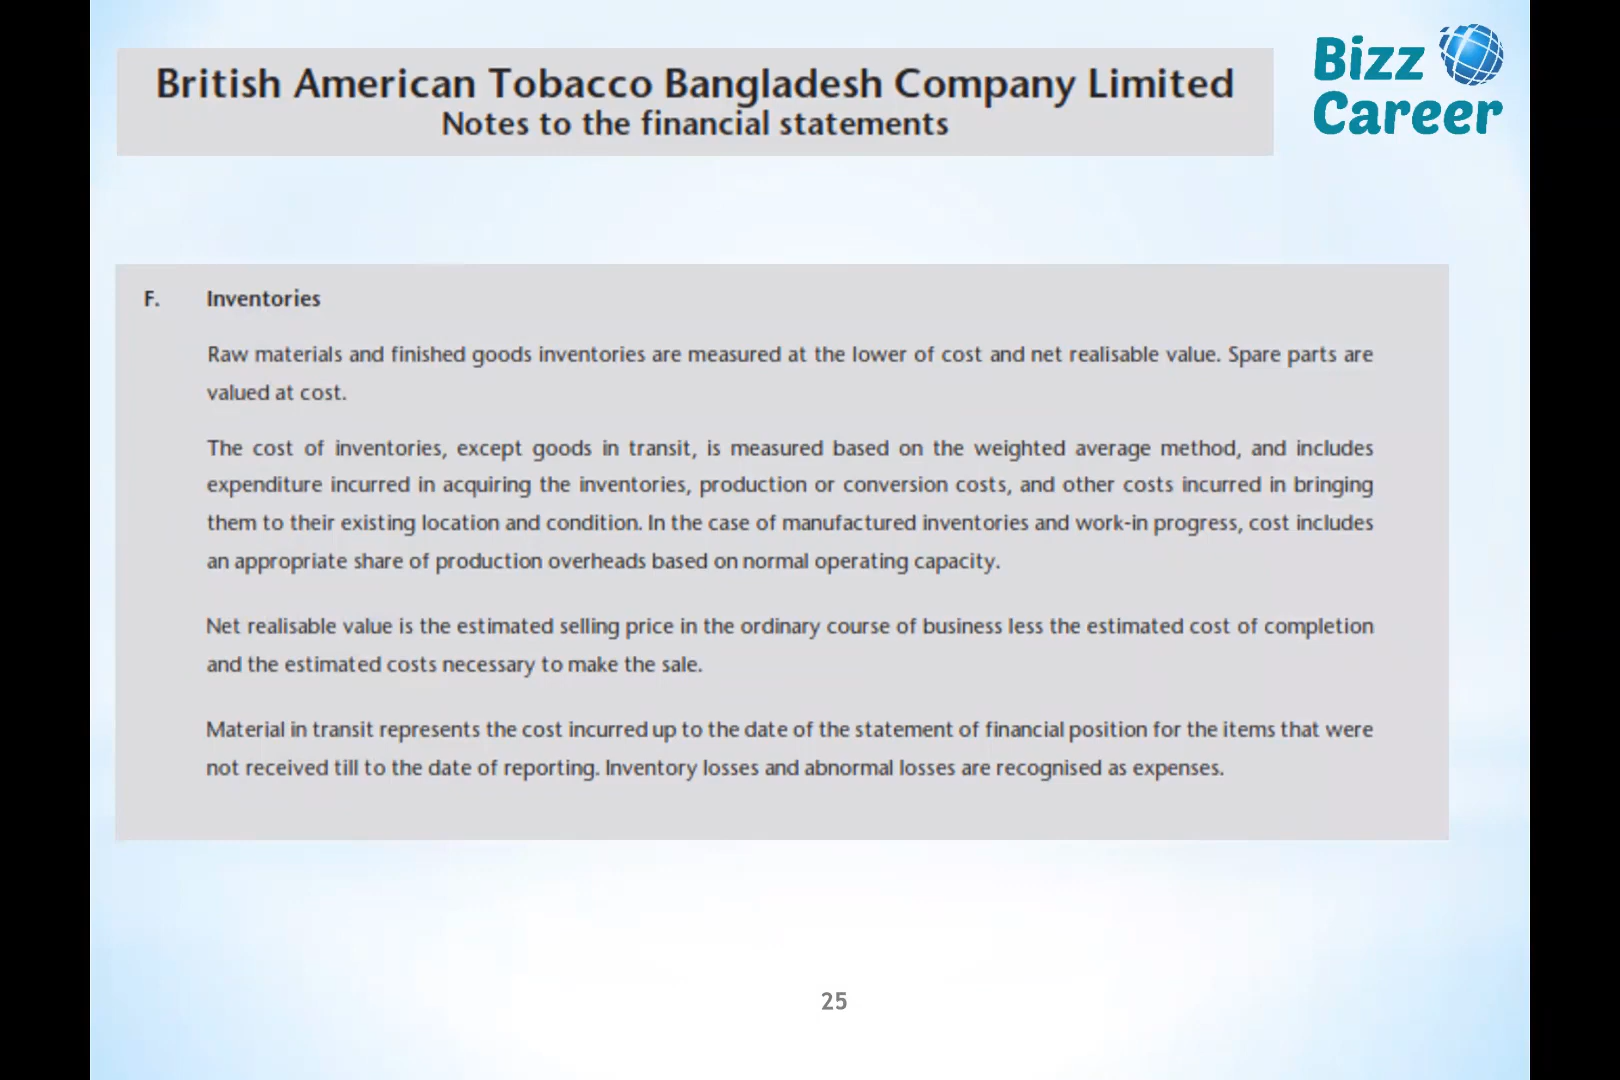 British American Tobacco Bangladesh Company Limited
Notes to the financial statements
Bizz
Career
F. Inventories
Raw materials and finished goods inventories are measured at the lower of cost and net realisable value. Spare parts are
valued at cost.
The cost of inventories, except goods in transit, is measured based on the weighted average method, and includes
expenditure incurred in acquiring the inventories, production or conversion costs, and other costs incurred in bringing
them to their existing location and condition. In the case of manufactured inventories and work-in progress, cost includes
an appropriate share of production overheads based on normal operating capacity.
Net realisable value is the estimated selling price in the ordinary course of business less the estimated cost of completion
and the estimated costs necessary to make the sale.
Material in transit represents the cost incurred up to the date of the statement of financial position for the items that were
not received till to the date of reporting. Inventory losses and abnormal losses are recognised as expenses.
25